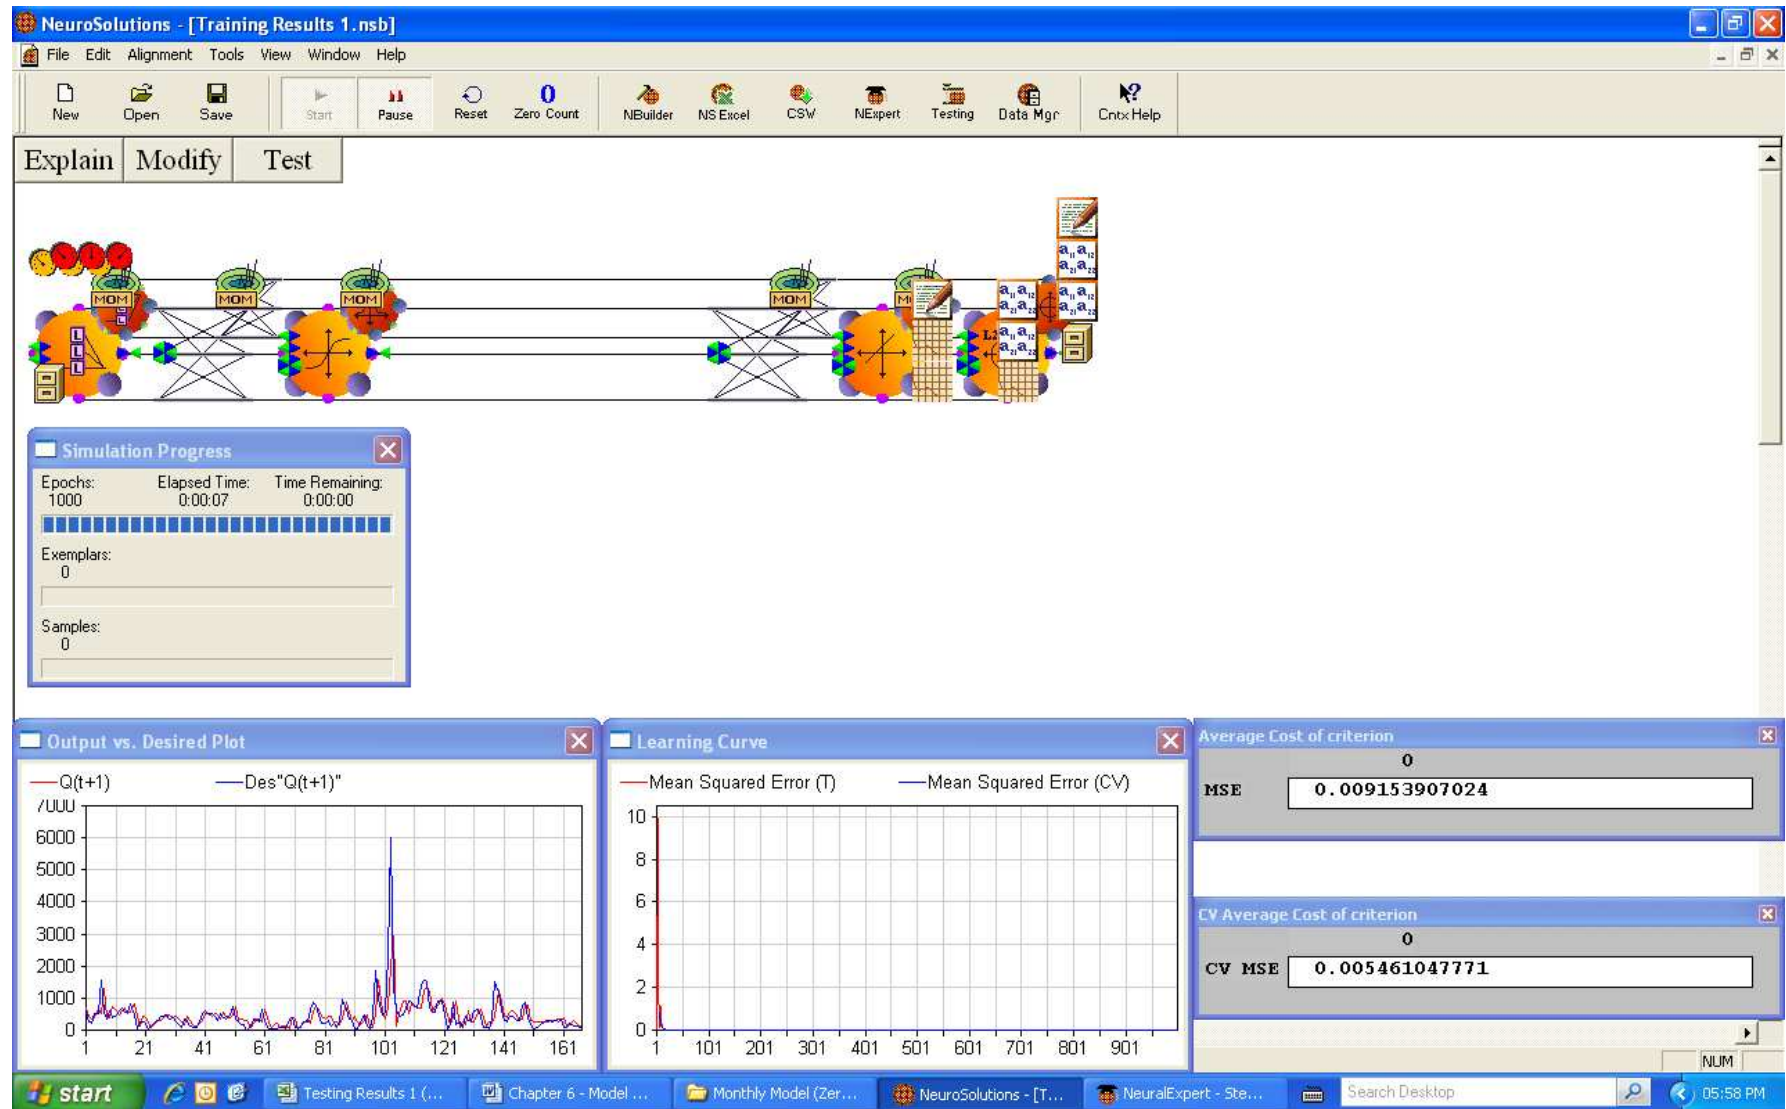 NeuroSolutions - [Training Results 1.nsb]
File Edit Alignment Tools View Window Help
New Open Save Start Pause Reset Zero Count NBuilder NS Excel CSV NExpert Testing Data Mgr Cntx Help
Explain Modify Test
MOM MOM MOM MOM
L
L
L
Simulation Progress
Epochs: Elapsed Time: Time Remaining:
1000 0:00:07 0:00:00
Exemplars:
0
Samples:
0
Output vs. Desired Plot
Q(t+1) Des"Q(t+1)"
7000
6000
5000
4000
3000
2000
1000
0
1 21 41 61 81 101 121 141 161
Learning Curve
Mean Squared Error (T) Mean Squared Error (CV)
10
8
6
4
2
0
1 101 201 301 401 501 601 701 801 901
Average Cost of criterion
0
MSE 0.009153907024
CV Average Cost of criterion
0
CV MSE 0.005461047771
NUM
start Testing Results 1 (... Chapter 6 - Model ... Monthly Model (Zer... NeuroSolutions - [T... NeuralExpert - Ste... Search Desktop 05:58 PM